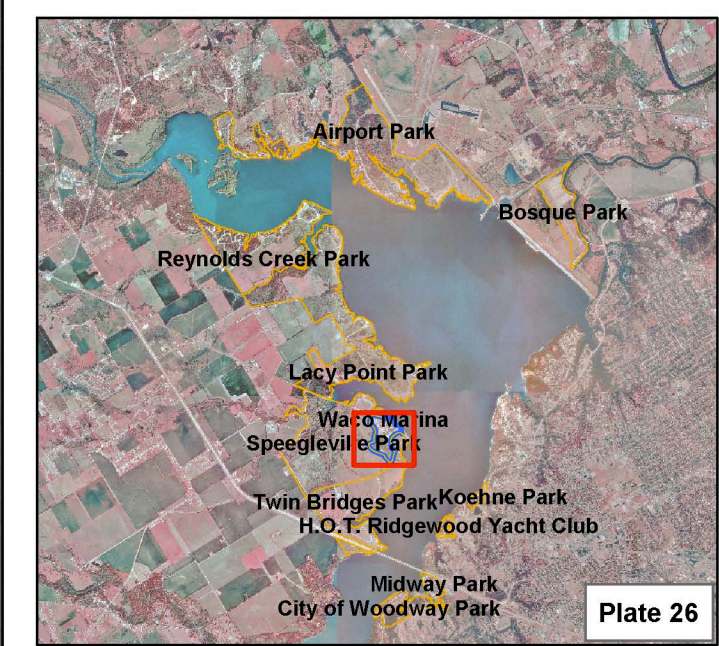 Airport Park
Bosque Park
Reynolds Creek Park
Lacy Point Park
Waco Marina
Speegleville Park
Twin Bridges Park
Koehne Park
H.O.T. Ridgewood Yacht Club
Midway Park
City of Woodway Park
Plate 26